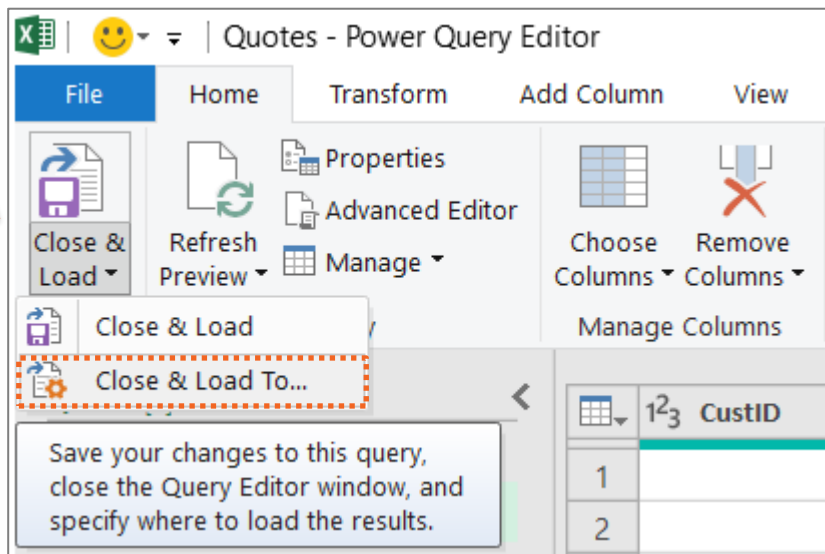 Quotes - Power Query Editor
File Home Transform Add Column View
Properties
Advanced Editor
Manage
Close &
Load
Refresh
Preview
Choose
Columns
Remove
Columns
Manage Columns
Close & Load
Close & Load To...
Save your changes to this query,
close the Query Editor window, and
specify where to load the results.
1²3 CustID
1
2